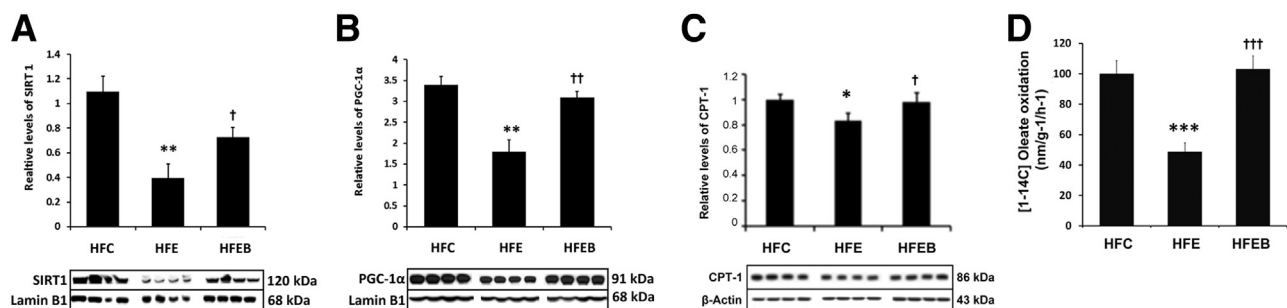 A
Realtive levels of SIRT 1
1.4
1.2
1
0.8
0.6
0.4
0.2
0
**
†
HFC HFE HFEB
SIRT1 120 kDa
Lamin B1 68 kDa
B
Relative levels of PGC-1α
4
3.5
3
2.5
2
1.5
1
0.5
0
**
††
HFC HFE HFEB
PGC-1α 91 kDa
Lamin B1 68 kDa
C
Relative levels of CPT-1
1.2
1.0
0.8
0.6
0.4
0.2
0
*
†
HFC HFE HFEB
CPT-1 86 kDa
β-Actin 43 kDa
D
[1-14C] Oleate oxidation
(nm/g-1/h-1)
120
100
80
60
40
20
0
***
†††
HFC HFE HFEB